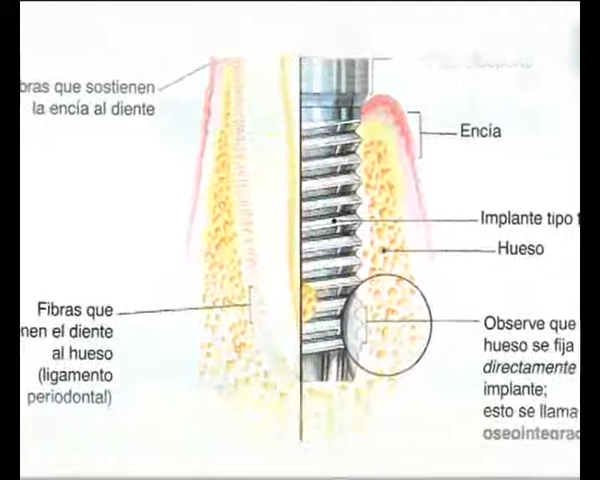 bras que sostienen
la encía al diente
Encía
Implante tipo
Hueso
Fibras que
nen el diente
al hueso
(ligamento
periodontal)
Observe que
hueso se fija
directamente
implante;
esto se llama
oseointegrac